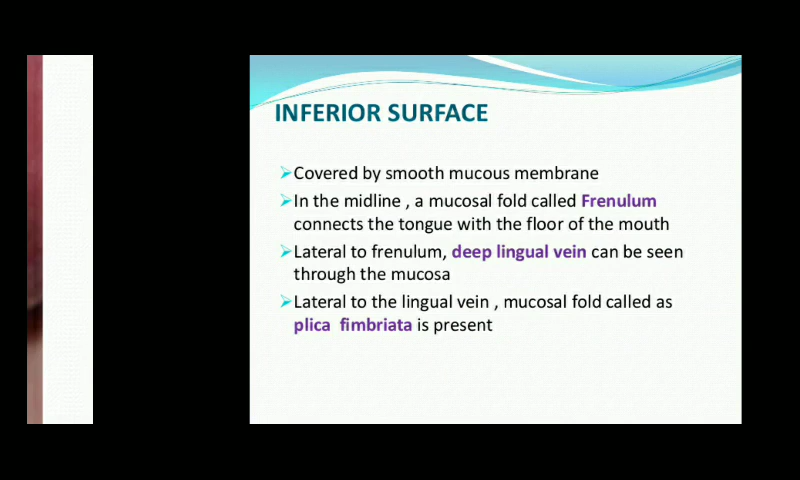 INFERIOR SURFACE
Covered by smooth mucous membrane
In the midline , a mucosal fold called Frenulum
connects the tongue with the floor of the mouth
Lateral to frenulum, deep lingual vein can be seen
through the mucosa
Lateral to the lingual vein , mucosal fold called as
plica fimbriata is present